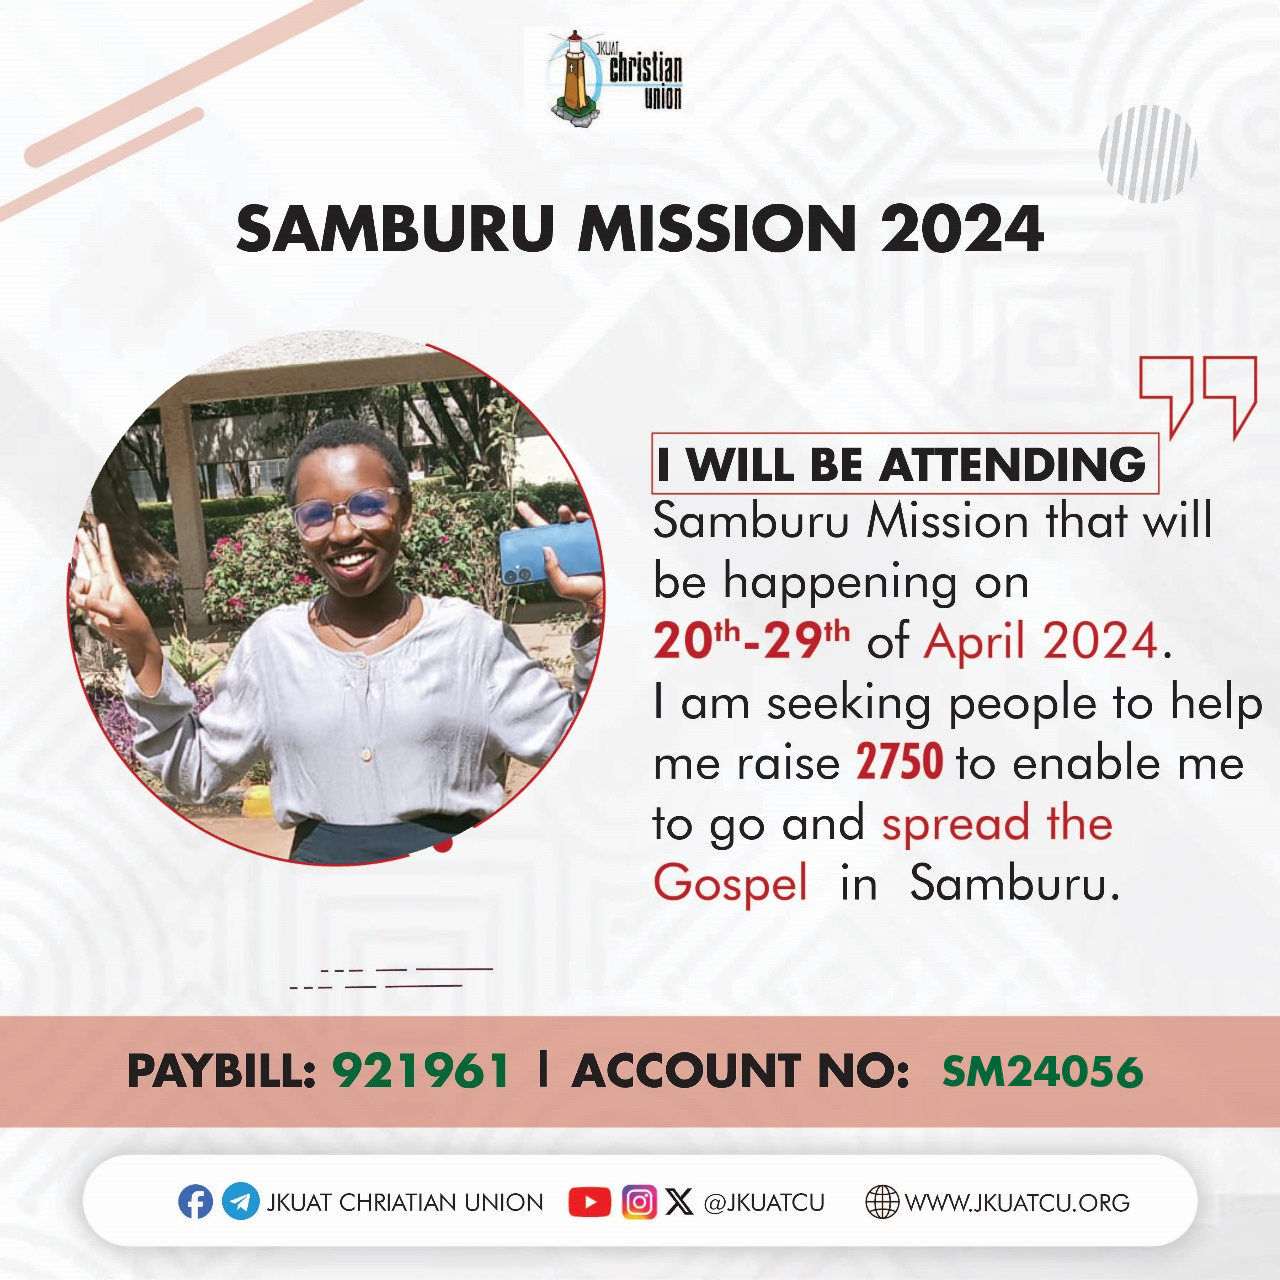 JKUAT
christian
union
SAMBURU MISSION 2024
I WILL BE ATTENDING
Samburu Mission that will
be happening on
20th-29th of April 2024.
I am seeking people to help
me raise 2750 to enable me
to go and spread the
Gospel in Samburu.
PAYBILL: 921961 | ACCOUNT NO: SM24056
JKUAT CHRIATIAN UNION @JKUATCU WWW.JKUATCU.ORG